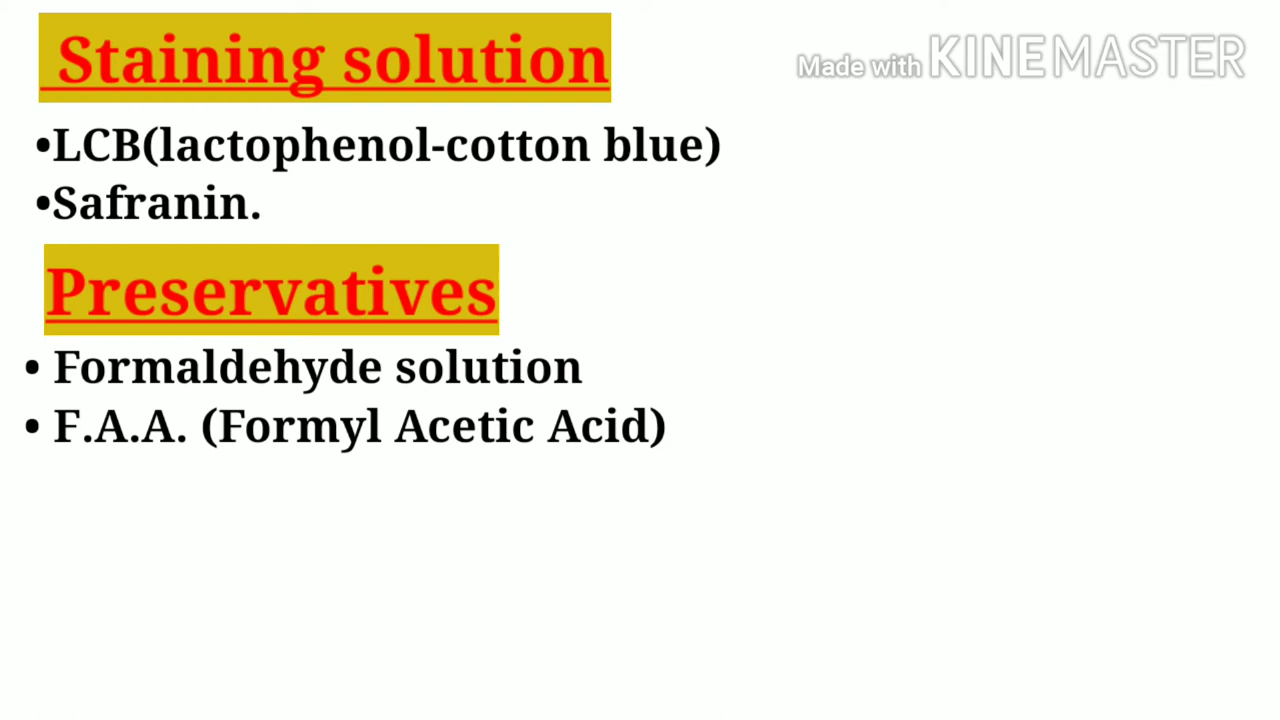 Staining solution
Made with KINEMASTER
•LCB(lactophenol-cotton blue)
•Safranin.
Preservatives
• Formaldehyde solution
• F.A.A. (Formyl Acetic Acid)